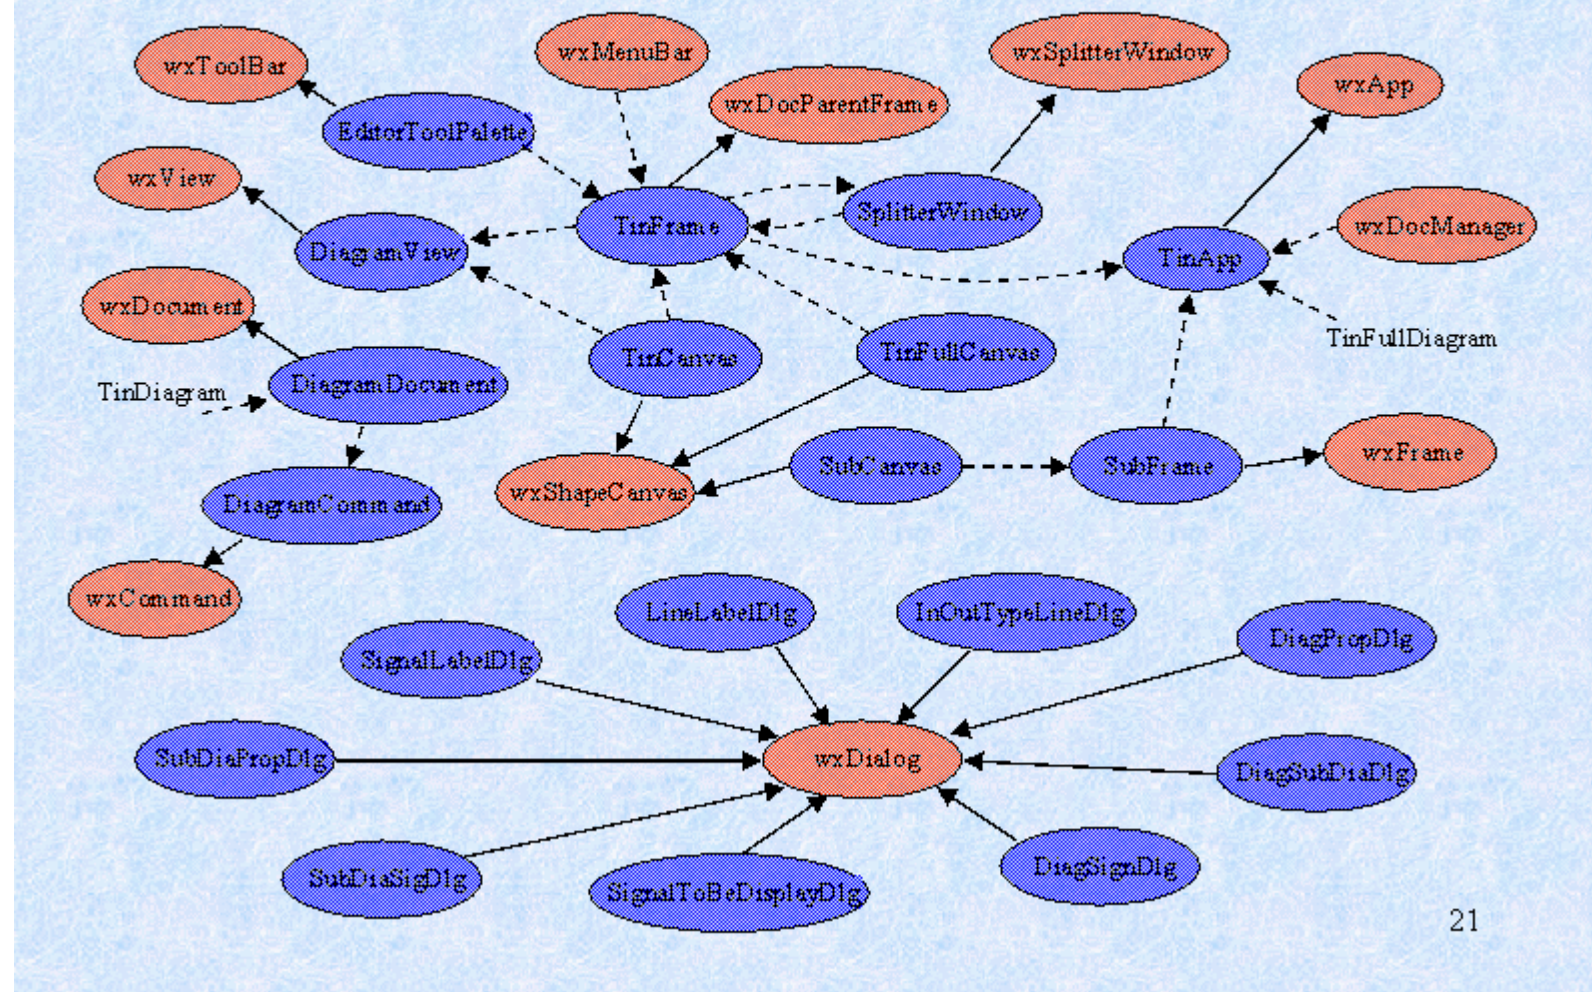 wxToolBar
wxMenuBar
wxSplitterWindow
wxApp
wxDocParentFrame
EditorToolPalette
wxView
TinFrame
SplitterWindow
wxDocManager
DiagramView
TinApp
wxDocument
TinFullDiagram
TinCanvas
TinFullCanvas
TinDiagram
DiagramDocument
SubCanvas
SubFrame
wxFrame
wxShapeCanvas
DiagramCommand
wxCommand
LineLabelDlg
InOutTypeLineDlg
DiagPropDlg
SignalLabelDlg
SubDiaPropDlg
wxDialog
DiagSubDiaDlg
SubDiaSigDlg
SignalToBeDisplayDlg
DiagSignDlg
21